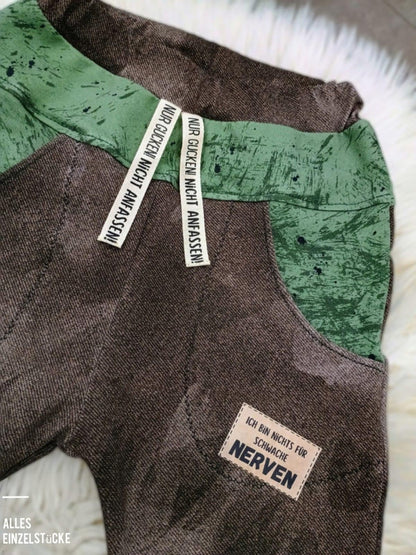 NUR GUCKEN! NICHT ANFASSEN!
NUR GUCKEN! NICHT ANFASSEN!
ICH BIN NICHTS FÜR
SCHWACHE
NERVEN
ALLES
EINZELSTÜCKE